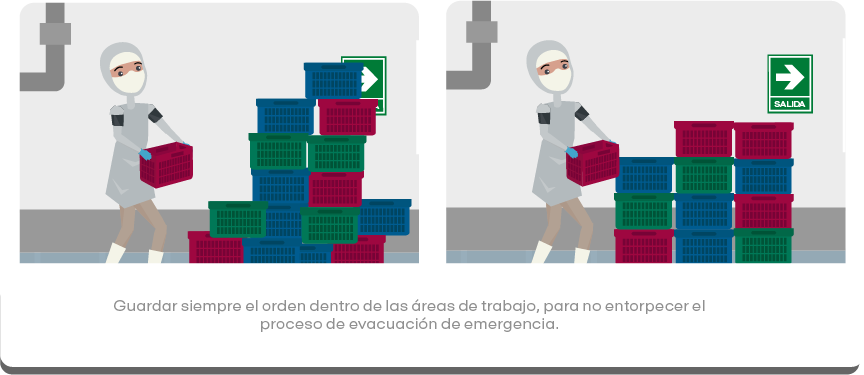 SALIDA
Guardar siempre el orden dentro de las áreas de trabajo, para no entorpecer el
proceso de evacuación de emergencia.